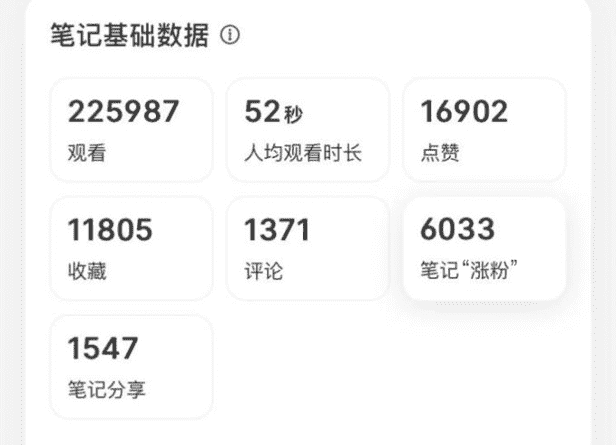 笔记基础数据
225987
观看
52秒
人均观看时长
16902
点赞
11805
收藏
1371
评论
6033
笔记“涨粉”
1547
笔记分享